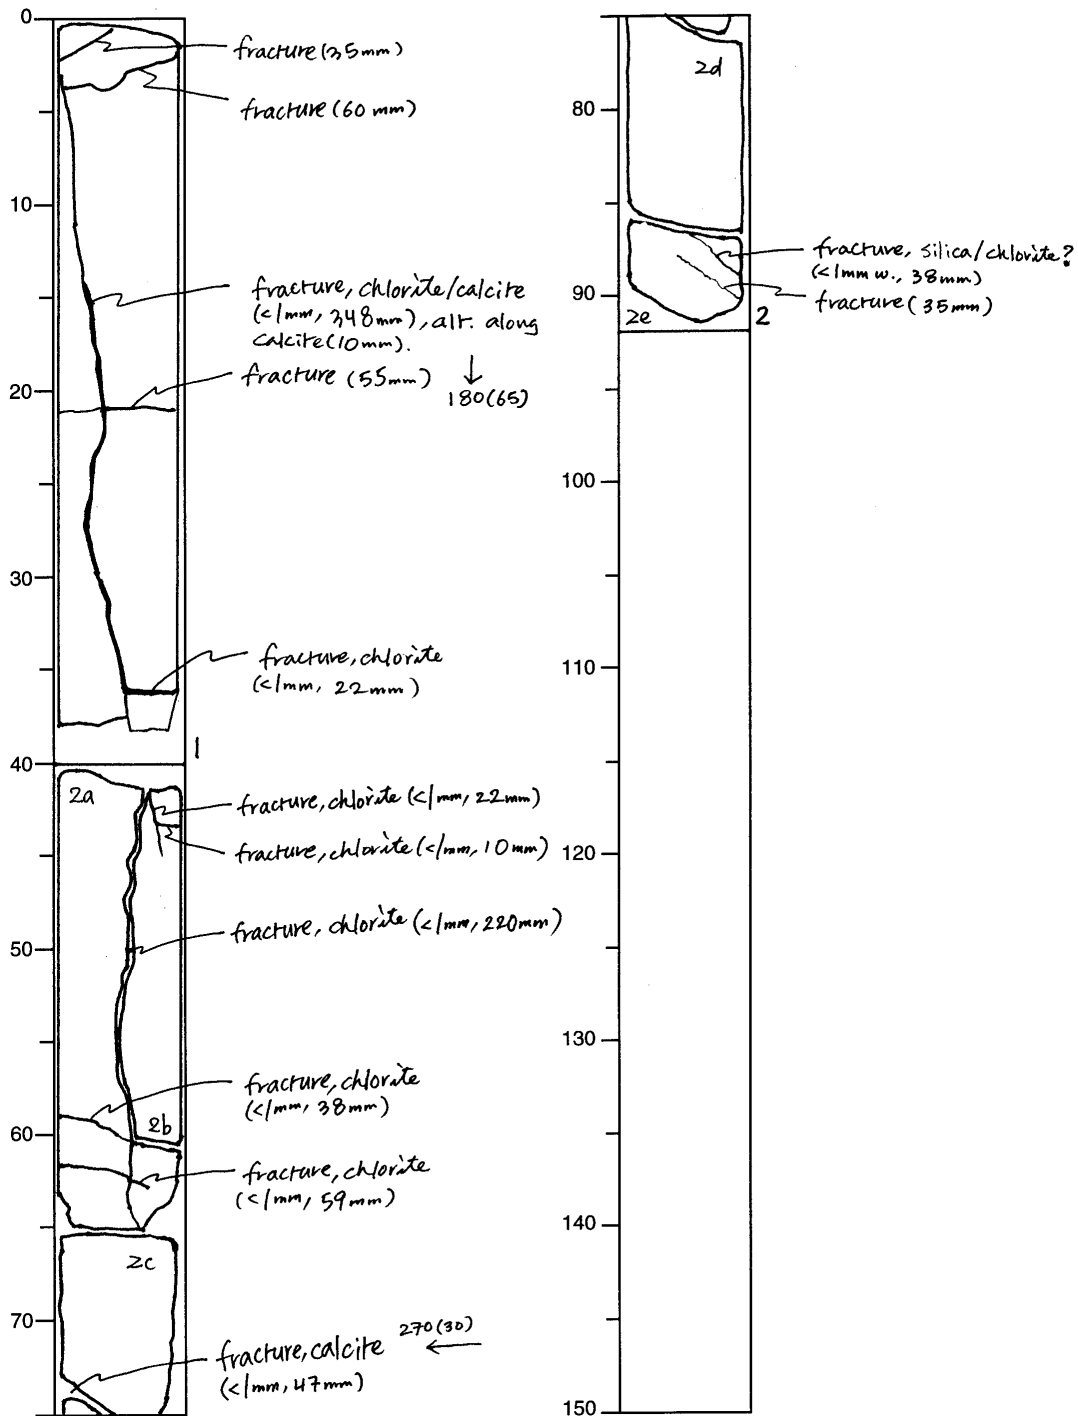 0
fracture (35mm)
fracture (60 mm)
10
fracture, chlorite/calcite
(<1mm, 348mm), alt. along
calcite (10mm).
fracture (55mm) ↓
180(65)
20
30
fracture, chlorite
(<1mm, 22mm)
1
40
2a
fracture, chlorite (<1mm, 22mm)
fracture, chlorite (<1mm, 10mm)
fracture, chlorite (<1mm, 220mm)
50
fracture, chlorite
(<1mm, 38mm)
2b
60
fracture, chlorite
(<1mm, 59mm)
2c
70
270(30)
fracture, calcite ←
(<1mm, 47mm)
2d
80
fracture, silica/chlorite?
(<1mm w., 38mm)
fracture (35mm)
90
2e
2
100
110
120
130
140
150